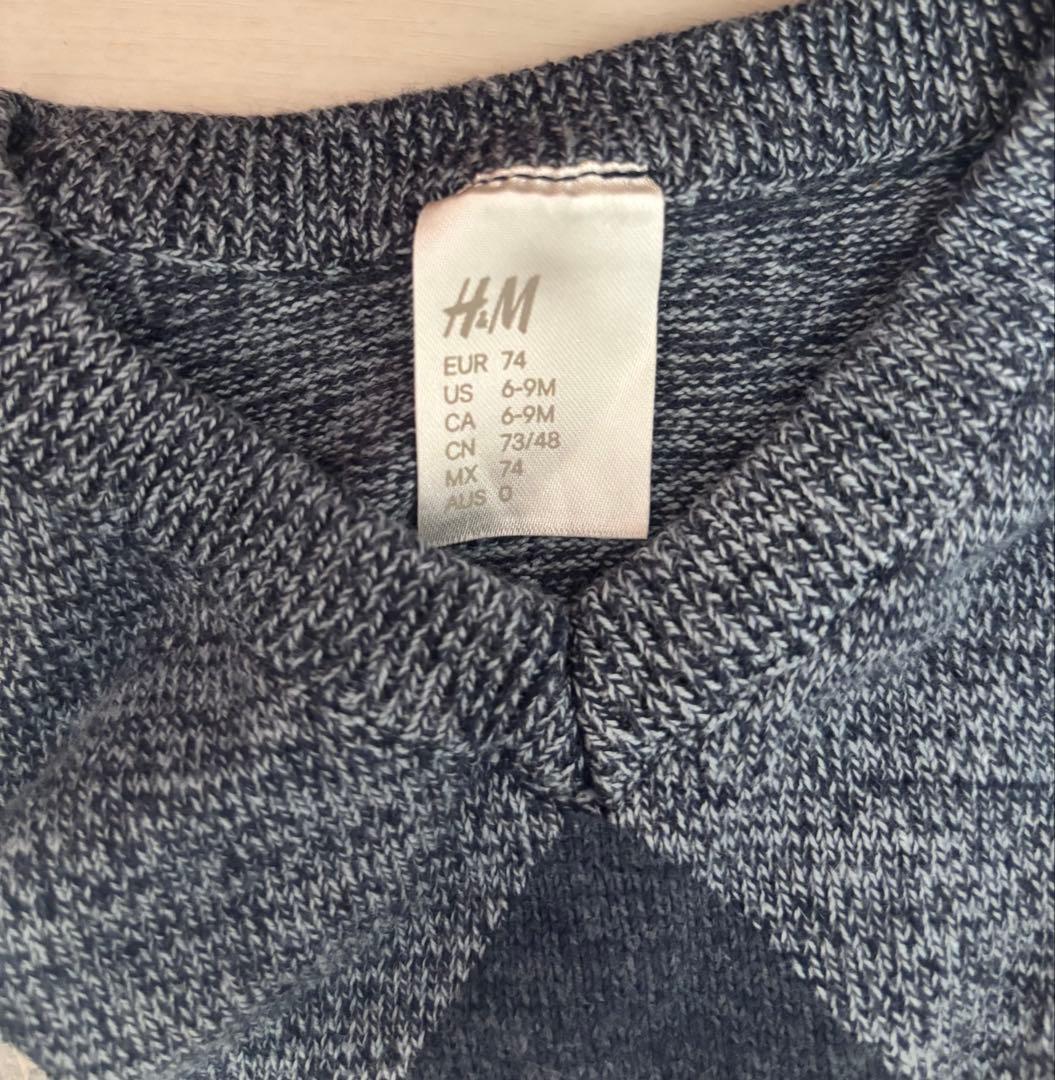 H&M
EUR 74
US 6-9M
CA 6-9M
CN 73/48
MX 74
AUS 0